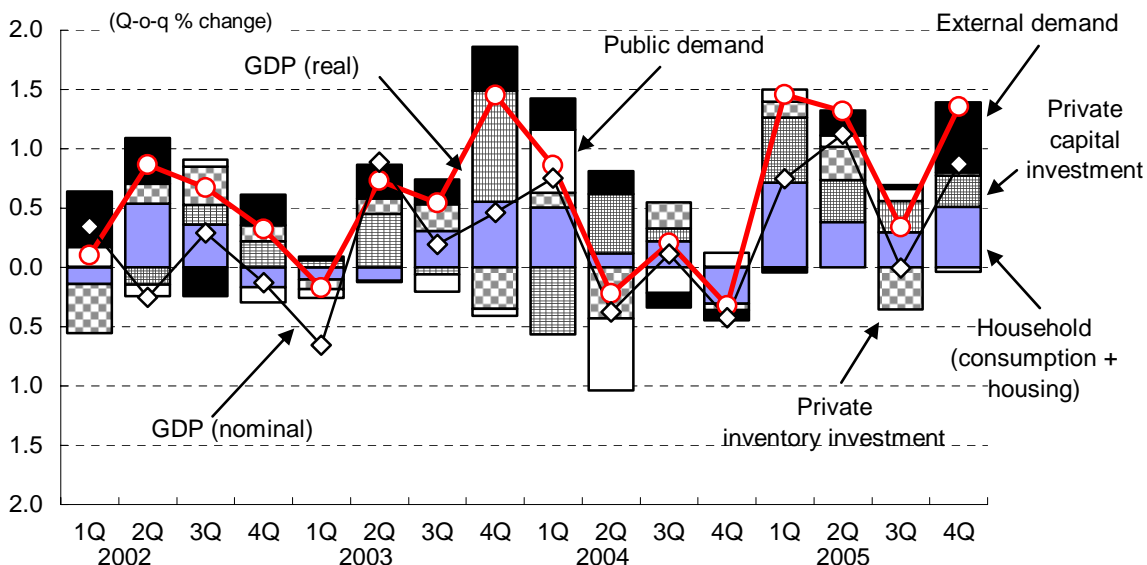 (Q-o-q % change)
2.0
1.5
1.0
0.5
0.0
0.5
1.0
1.5
2.0
GDP (real)
Public demand
External demand
Private
capital
investment
Household
(consumption +
housing)
Private
inventory investment
GDP (nominal)
1Q 2Q 3Q 4Q 1Q 2Q 3Q 4Q 1Q 2Q 3Q 4Q 1Q 2Q 3Q 4Q
2002 2003 2004 2005